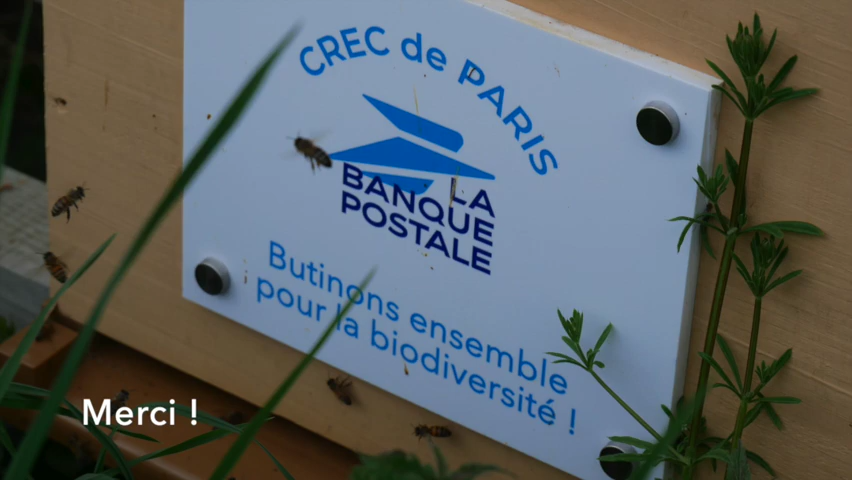 CREC de PARIS
LA
BANQUE
POSTALE
Butinons ensemble
pour la biodiversité !
Merci !